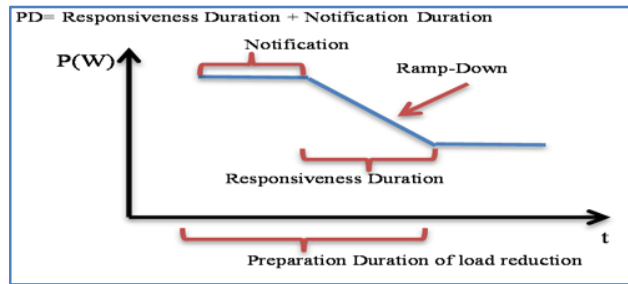 PD= Responsiveness Duration + Notification Duration
Notification
P(W)
Ramp-Down
Responsiveness Duration
t
Preparation Duration of load reduction